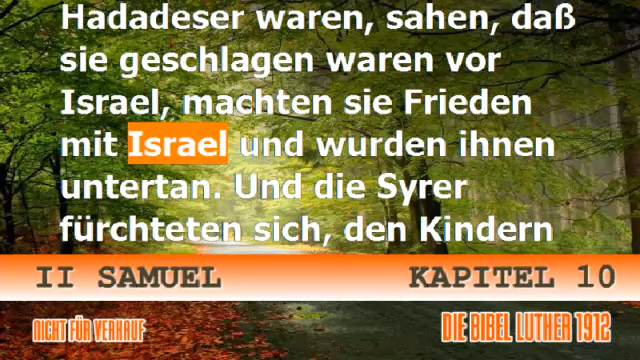 Hadadeser waren, sahen, daß
sie geschlagen waren vor
Israel, machten sie Frieden
mit Israel und wurden ihnen
untertan. Und die Syrer
fürchteten sich, den Kindern
II SAMUEL KAPITEL 10
NICHT FÜR VERKAUF DIE BIBEL LUTHER 1912